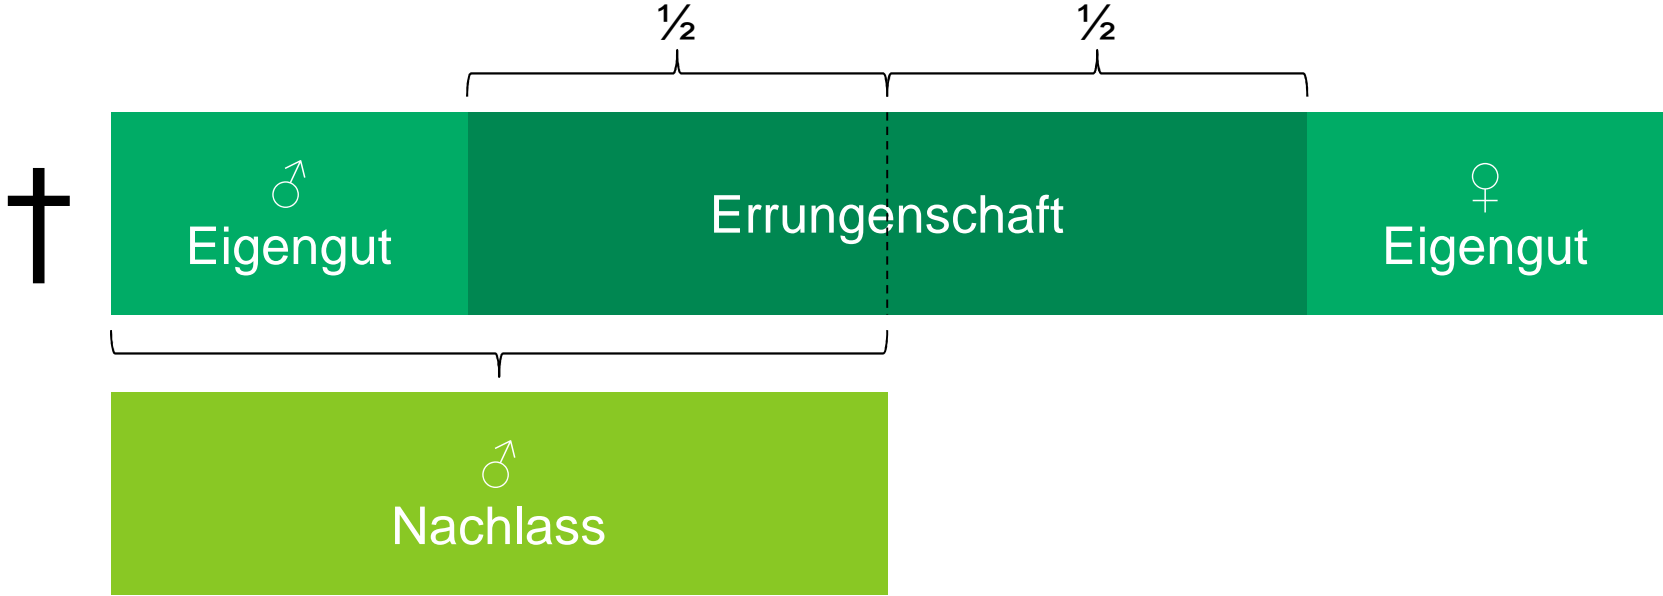 ½ ½
♂
Eigengut
Errungenschaft
♀
Eigengut
♂
Nachlass